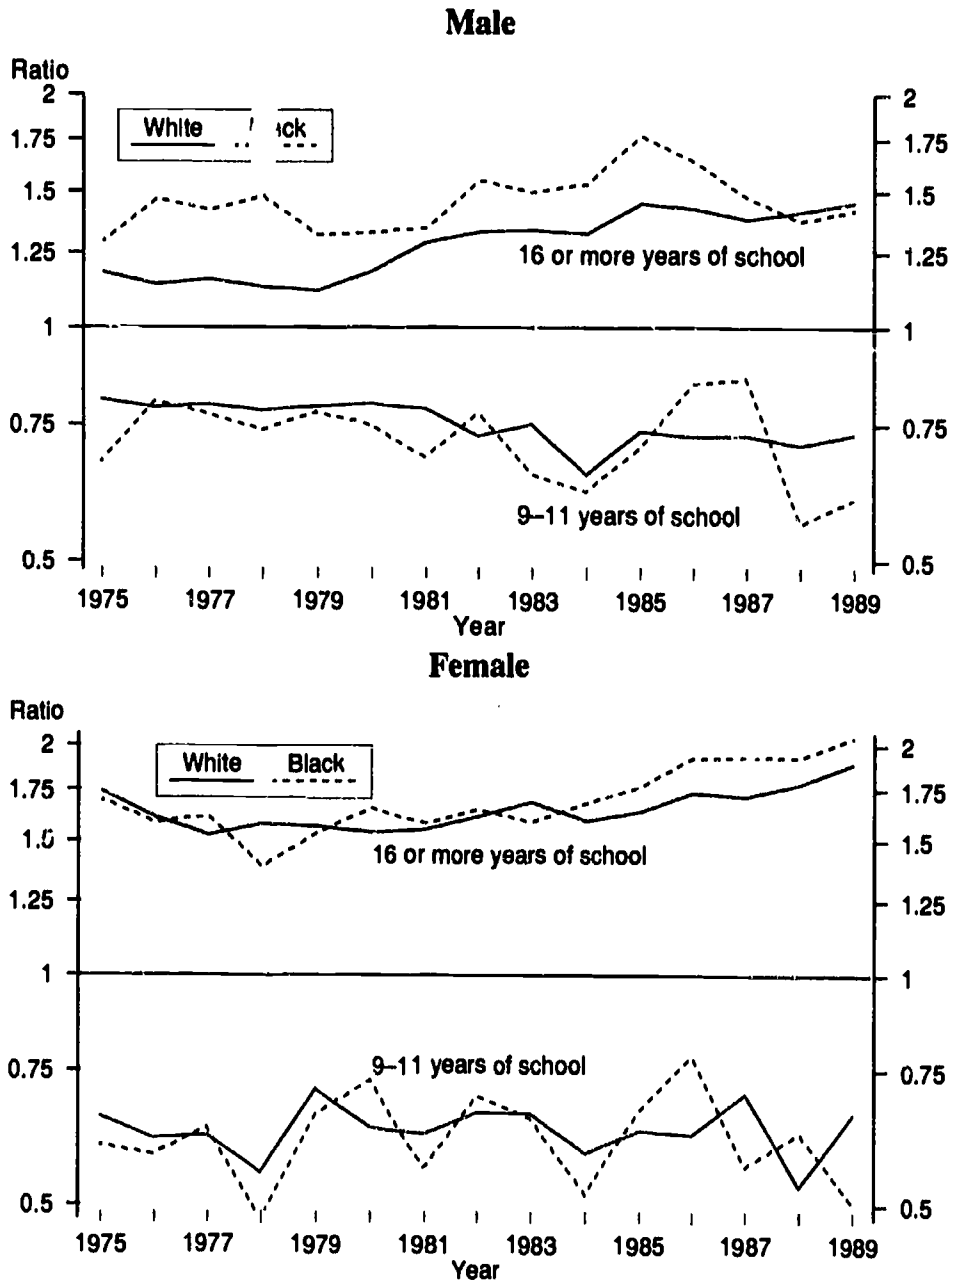 Male
Ratio
2 2
White
1.75 1.75
1.5 1.5
1.25 1.25
16 or more years of school
1 1
0.75 0.75
9–11 years of school
0.5 0.5
1975 1977 1979 1981 1983 1985 1987 1989
Year
Female
Ratio
2 2
White Black
1.75 1.75
1.5 1.5
16 or more years of school
1.25 1.25
1 1
9–11 years of school
0.75 0.75
0.5 0.5
1975 1977 1979 1981 1983 1985 1987 1989
Year